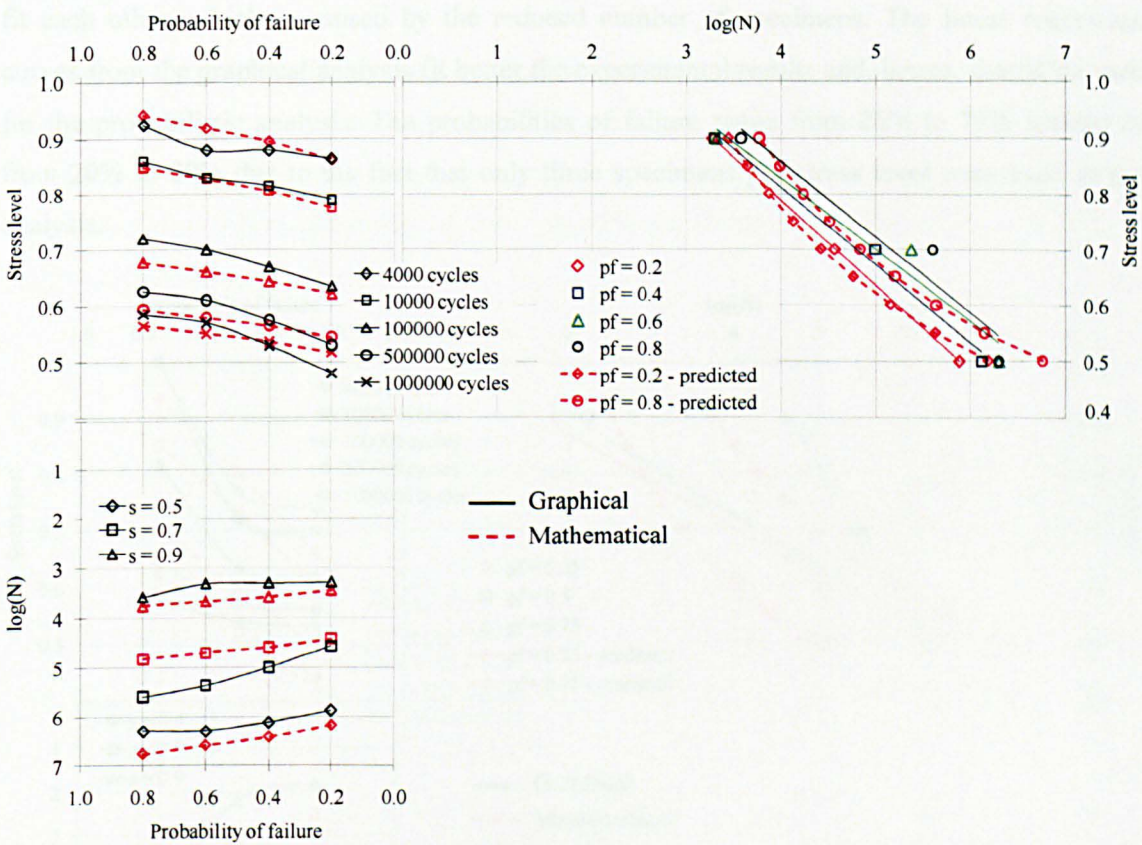 Probability of failure
1.0 0.8 0.6 0.4 0.2 0.0
log(N)
1 2 3 4 5 6 7
1.0
0.9
0.8
0.7
0.6
0.5
Stress level
4000 cycles
10000 cycles
100000 cycles
500000 cycles
1000000 cycles
pf = 0.2
pf = 0.4
pf = 0.6
pf = 0.8
pf = 0.2 - predicted
pf = 0.8 - predicted
1.0
0.9
0.8
0.7
0.6
0.5
0.4
Stress level
1
2
3
4
5
6
7
log(N)
s = 0.5
s = 0.7
s = 0.9
Graphical
Mathematical
1.0 0.8 0.6 0.4 0.2 0.0
Probability of failure